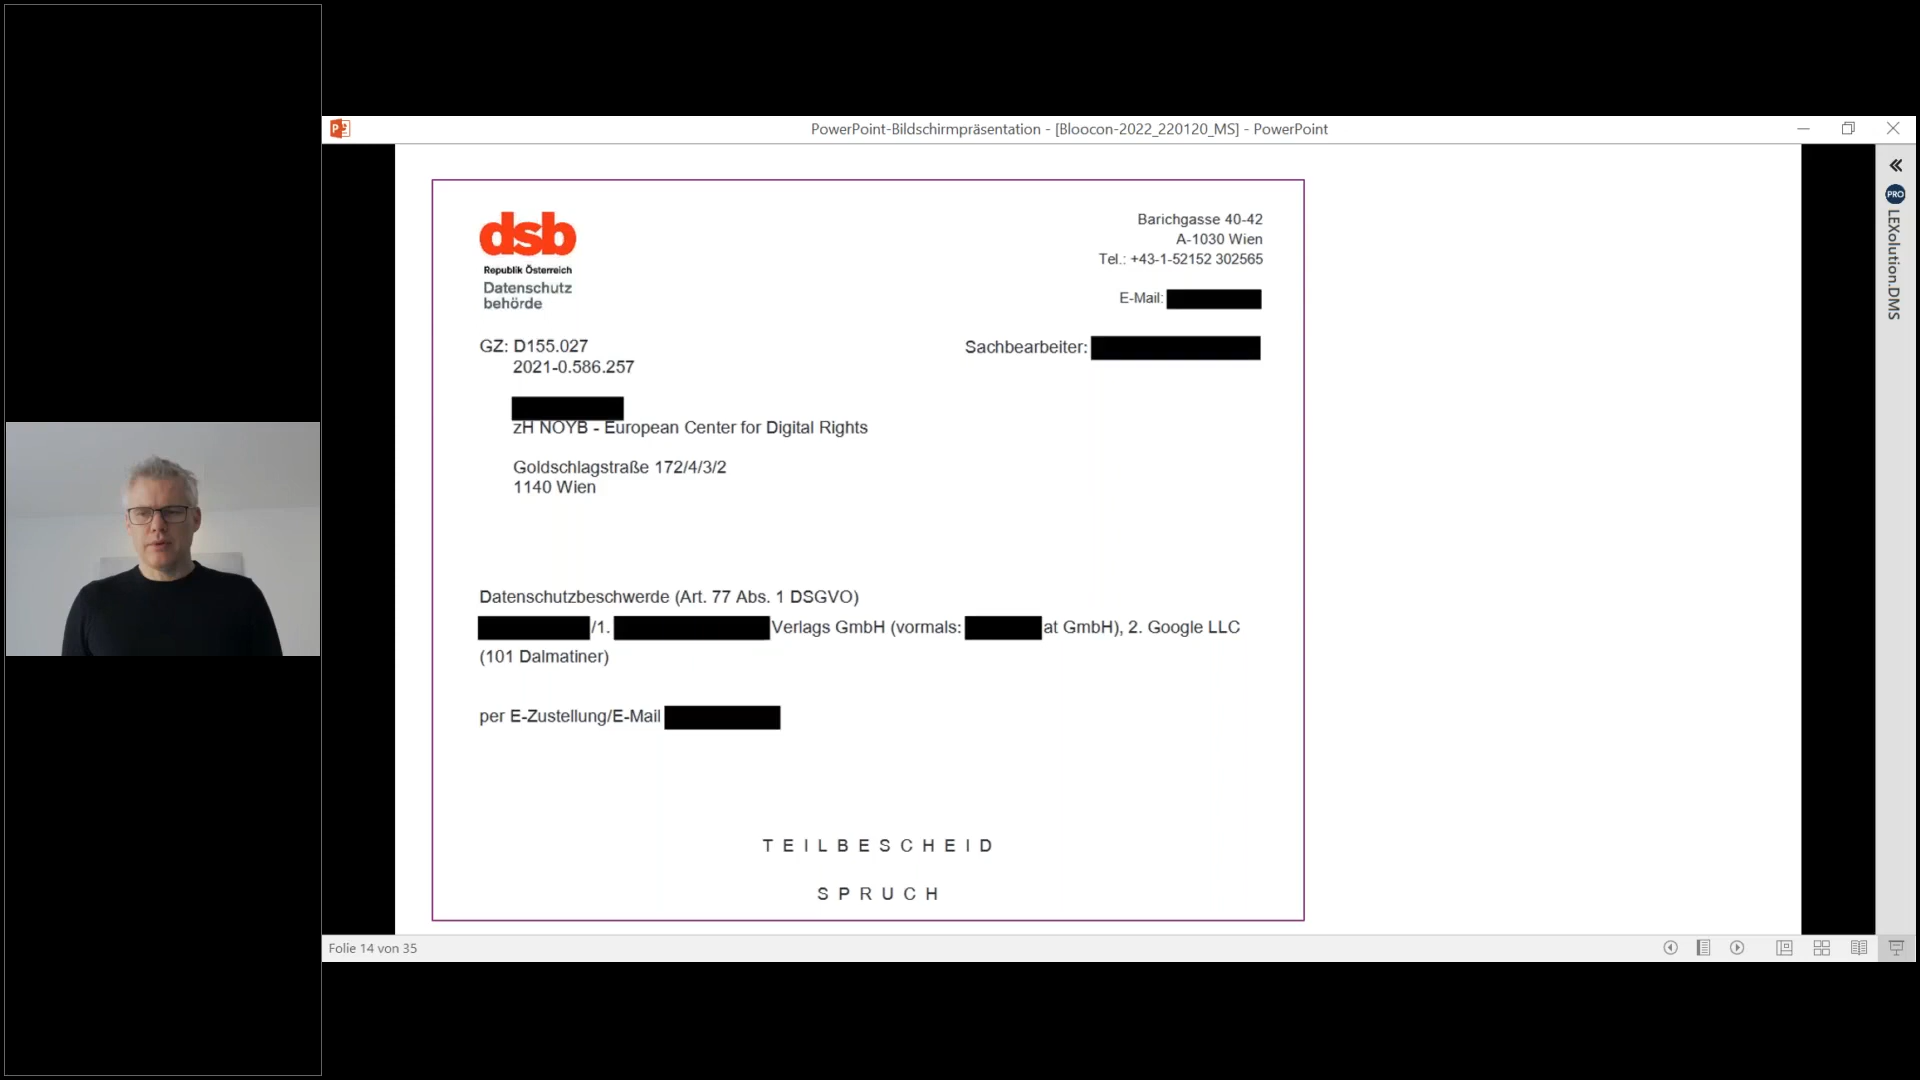 PowerPoint-Bildschirmpräsentation - [Bloocon-2022_220120_MS] - PowerPoint
dsb
Republik Österreich
Datenschutz
behörde
Barichgasse 40-42
A-1030 Wien
Tel.: +43-1-52152 302565
E-Mail:
GZ: D155.027
2021-0.586.257
Sachbearbeiter:
zH NOYB - European Center for Digital Rights
Goldschlagstraße 172/4/3/2
1140 Wien
Datenschutzbeschwerde (Art. 77 Abs. 1 DSGVO)
/1. Verlags GmbH (vormals: at GmbH), 2. Google LLC
(101 Dalmatiner)
per E-Zustellung/E-Mail
TEILBESCHEID
SPRUCH
PRO
LEXolution.DMS
Folie 14 von 35